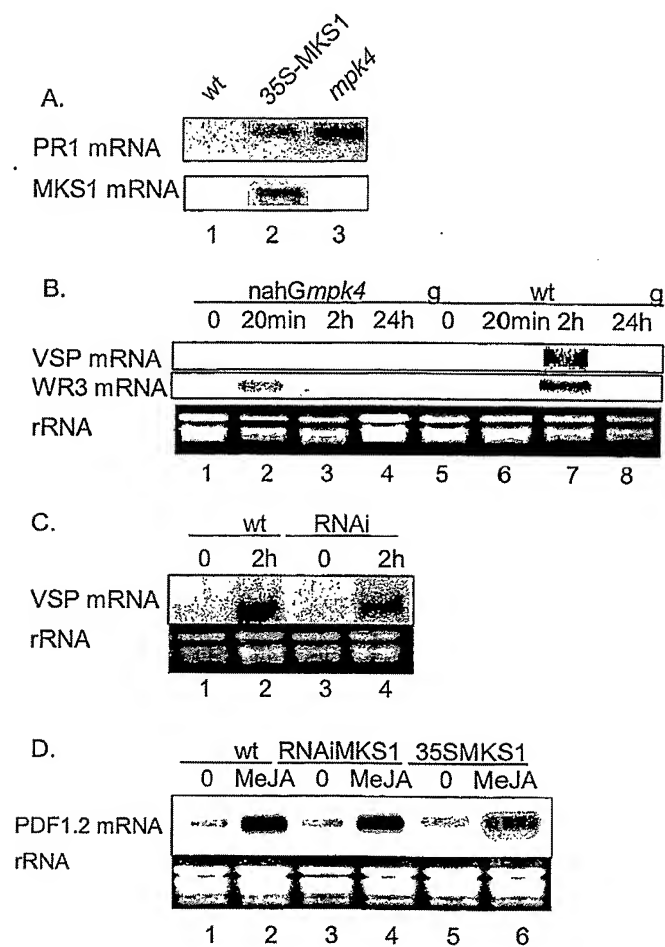 A.
wt 35S-MKS1 mpk4
PR1 mRNA
MKS1 mRNA
1 2 3
B.
nahGmpk4 g wt g
0 20min 2h 24h 0 20min 2h 24h
VSP mRNA
WR3 mRNA
rRNA
1 2 3 4 5 6 7 8
C.
wt RNAi
0 2h 0 2h
VSP mRNA
rRNA
1 2 3 4
D.
wt RNAiMKS1 35SMKS1
0 MeJA 0 MeJA 0 MeJA
PDF1.2 mRNA
rRNA
1 2 3 4 5 6